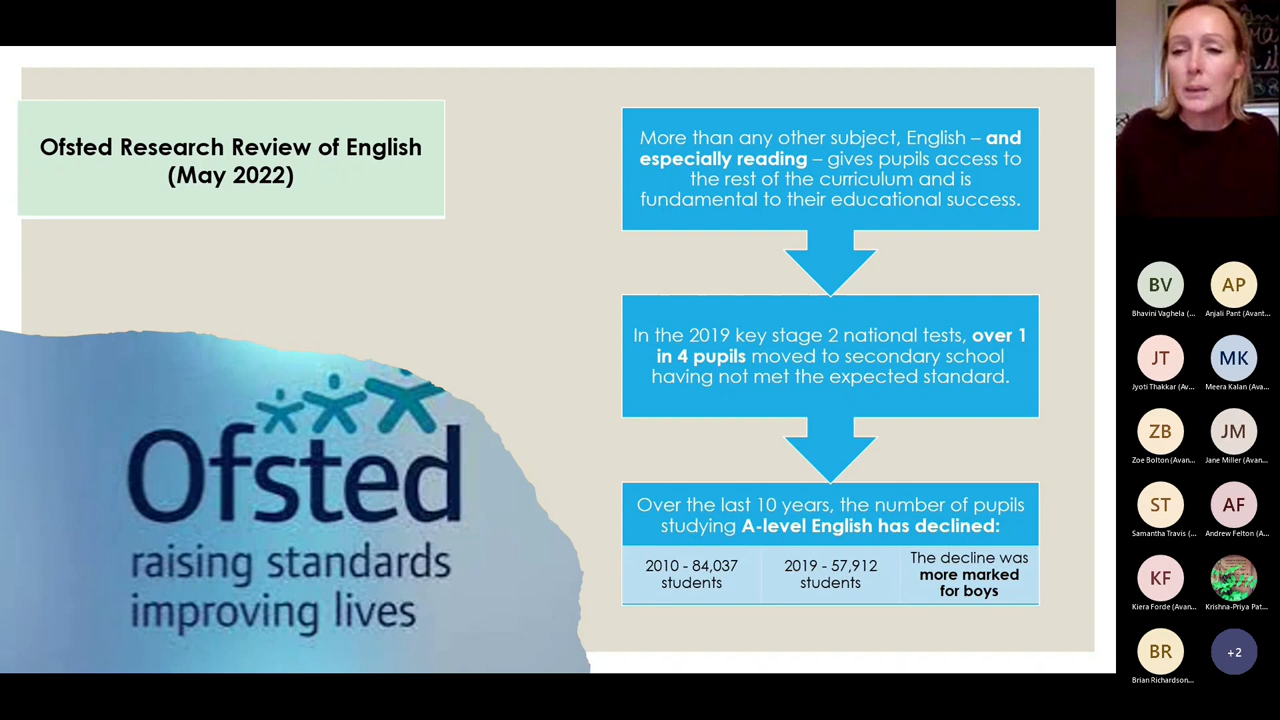 Ofsted Research Review of English
(May 2022)
More than any other subject, English – and
especially reading – gives pupils access to
the rest of the curriculum and is
fundamental to their educational success.
In the 2019 key stage 2 national tests, over 1
in 4 pupils moved to secondary school
having not met the expected standard.
Over the last 10 years, the number of pupils
studying A-level English has declined:
2010 - 84,037
students
2019 - 57,912
students
The decline was
more marked
for boys
Ofsted
raising standards
improving lives
BV
Bhavini Vaghela (...
AP
Anjali Pant (Avant...
JT
Jyoti Thakkar (Av...
MK
Meera Kalan (Ava...
ZB
Zoe Bolton (Avan...
JM
Jane Miller (Avant...
ST
Samantha Travis (...
AF
Andrew Felton (A...
KF
Kiera Forde (Avan...
Krishna-Priya Pat...
BR
Brian Richardson...
+2